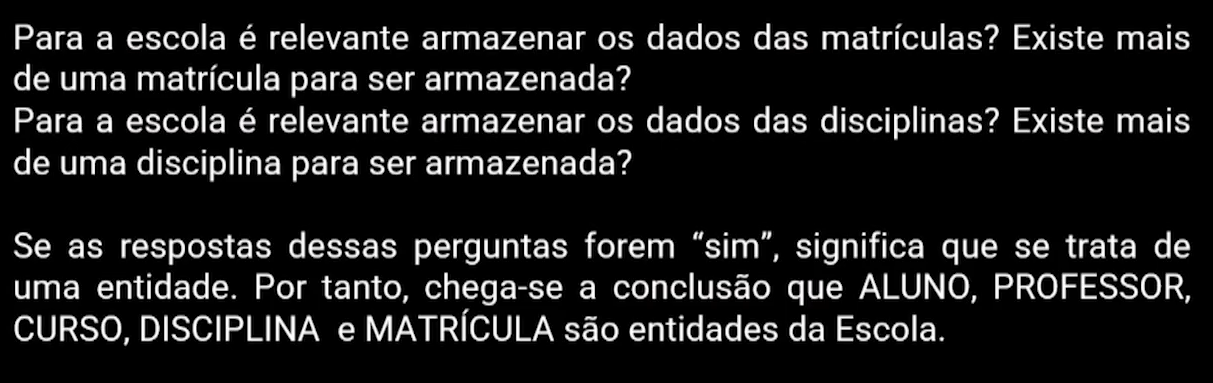 Para a escola é relevante armazenar os dados das matrículas? Existe mais
de uma matrícula para ser armazenada?
Para a escola é relevante armazenar os dados das disciplinas? Existe mais
de uma disciplina para ser armazenada?
Se as respostas dessas perguntas forem “sim”, significa que se trata de
uma entidade. Por tanto, chega-se a conclusão que ALUNO, PROFESSOR,
CURSO, DISCIPLINA e MATRÍCULA são entidades da Escola.